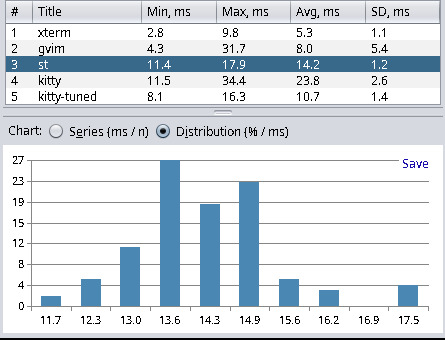 # Title Min, ms Max, ms Avg, ms SD, ms
1 xterm 2.8 9.8 5.3 1.1
2 gvim 4.3 31.7 8.0 5.4
3 st 11.4 17.9 14.2 1.2
4 kitty 11.5 34.4 23.8 2.6
5 kitty-tuned 8.1 16.3 10.7 1.4
Chart: Series (ms / n) Distribution (% / ms)
Save
27
23
19
15
12
8
4
0
11.7 12.3 13.0 13.6 14.3 14.9 15.6 16.2 16.9 17.5